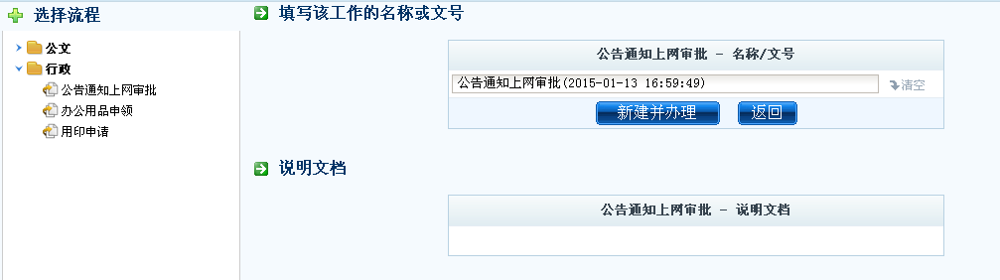 选择流程
公文
行政
公告通知上网审批
办公用品申领
用印申请
填写该工作的名称或文号
公告通知上网审批 - 名称/文号
公告通知上网审批(2015-01-13 16:59:49) 清空
新建并办理 返回
说明文档
公告通知上网审批 - 说明文档